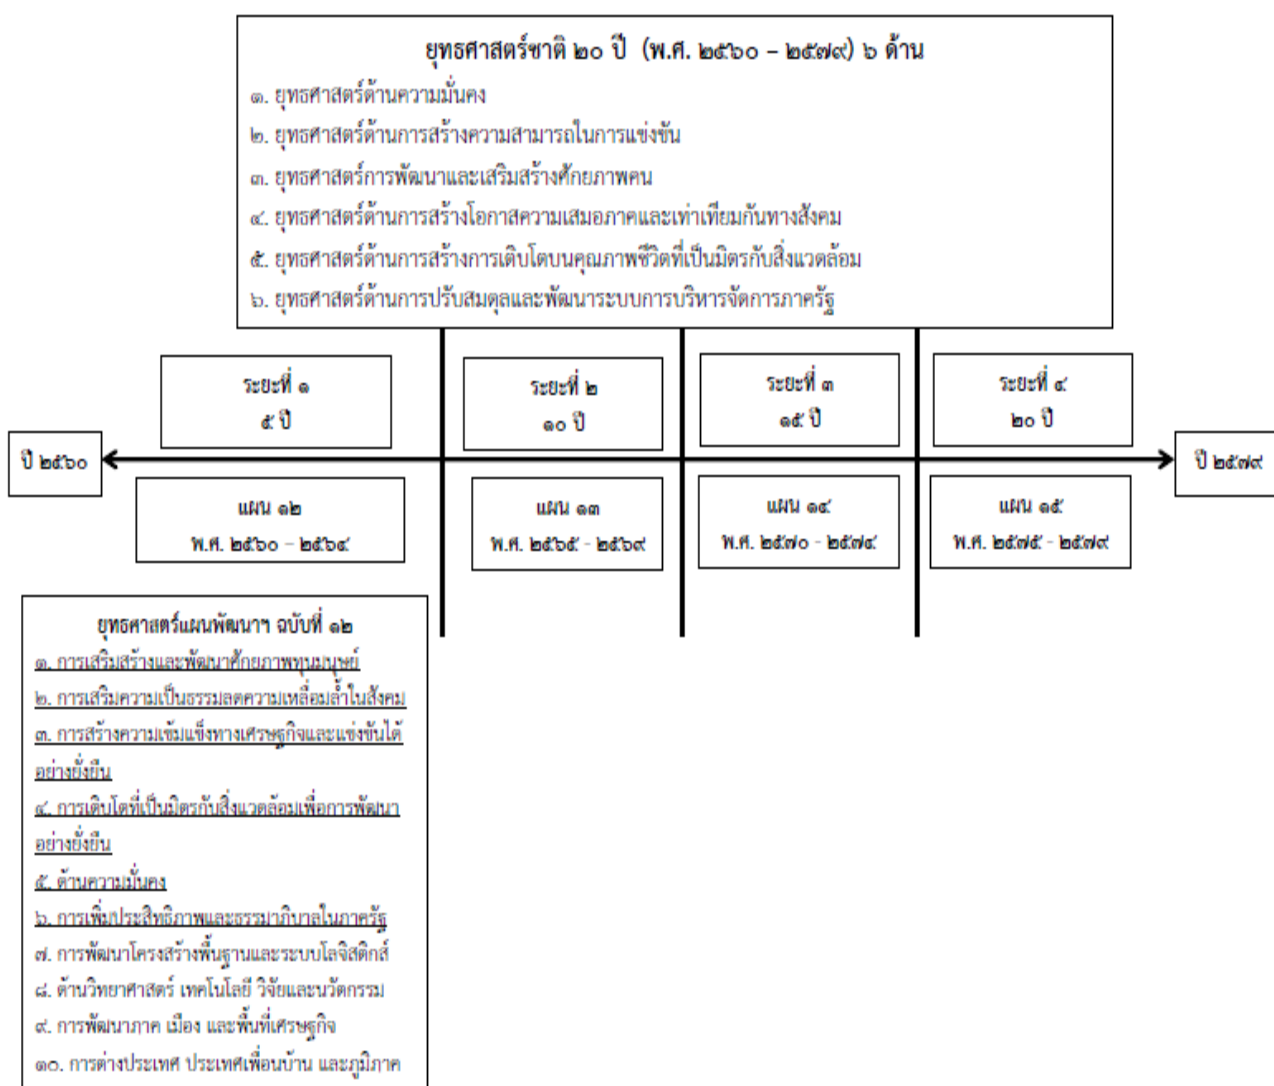 ยุทธศาสตร์ชาติ ๒๐ ปี (พ.ศ. ๒๕๖๐ – ๒๕๗๙) ๖ ด้าน
๑. ยุทธศาสตร์ด้านความมั่นคง
๒. ยุทธศาสตร์ด้านการสร้างความสามารถในการแข่งขัน
๓. ยุทธศาสตร์การพัฒนาและเสริมสร้างศักยภาพคน
๔. ยุทธศาสตร์ด้านการสร้างโอกาสความเสมอภาคและเท่าเทียมกันทางสังคม
๕. ยุทธศาสตร์ด้านการสร้างการเติบโตบนคุณภาพชีวิตที่เป็นมิตรกับสิ่งแวดล้อม
๖. ยุทธศาสตร์ด้านการปรับสมดุลและพัฒนาระบบการบริหารจัดการภาครัฐ
ระยะที่ ๑
๕ ปี
ระยะที่ ๒
๑๐ ปี
ระยะที่ ๓
๑๕ ปี
ระยะที่ ๔
๒๐ ปี
ปี ๒๕๖๐
ปี ๒๕๗๙
แผน ๑๒
พ.ศ. ๒๕๖๐ – ๒๕๖๔
แผน ๑๓
พ.ศ. ๒๕๖๕ - ๒๕๖๙
แผน ๑๔
พ.ศ. ๒๕๗๐ - ๒๕๗๔
แผน ๑๕
พ.ศ. ๒๕๗๕ - ๒๕๗๙
ยุทธศาสตร์แผนพัฒนาฯ ฉบับที่ ๑๒
๑. การเสริมสร้างและพัฒนาศักยภาพทุนมนุษย์
๒. การเสริมความเป็นธรรมลดความเหลื่อมล้ำในสังคม
๓. การสร้างความเข้มแข็งทางเศรษฐกิจและแข่งขันได้
อย่างยั่งยืน
๔. การเติบโตที่เป็นมิตรกับสิ่งแวดล้อมเพื่อการพัฒนา
อย่างยั่งยืน
๕. ด้านความมั่นคง
๖. การเพิ่มประสิทธิภาพและธรรมาภิบาลในภาครัฐ
๗. การพัฒนาโครงสร้างพื้นฐานและระบบโลจิสติกส์
๘. ด้านวิทยาศาสตร์ เทคโนโลยี วิจัยและนวัตกรรม
๙. การพัฒนาภาค เมือง และพื้นที่เศรษฐกิจ
๑๐. การต่างประเทศ ประเทศเพื่อนบ้าน และภูมิภาค